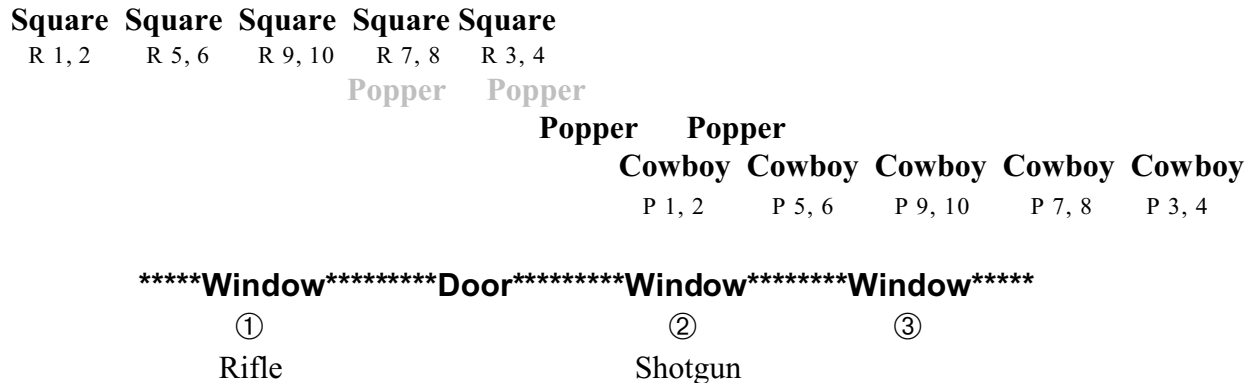 Square Square Square Square Square
R 1, 2 R 5, 6 R 9, 10 R 7, 8 R 3, 4
Popper Popper
Popper Popper
Cowboy Cowboy Cowboy Cowboy Cowboy
P 1, 2 P 5, 6 P 9, 10 P 7, 8 P 3, 4
*****Window*********Door*********Window********Window*****
① ② ③
Rifle Shotgun